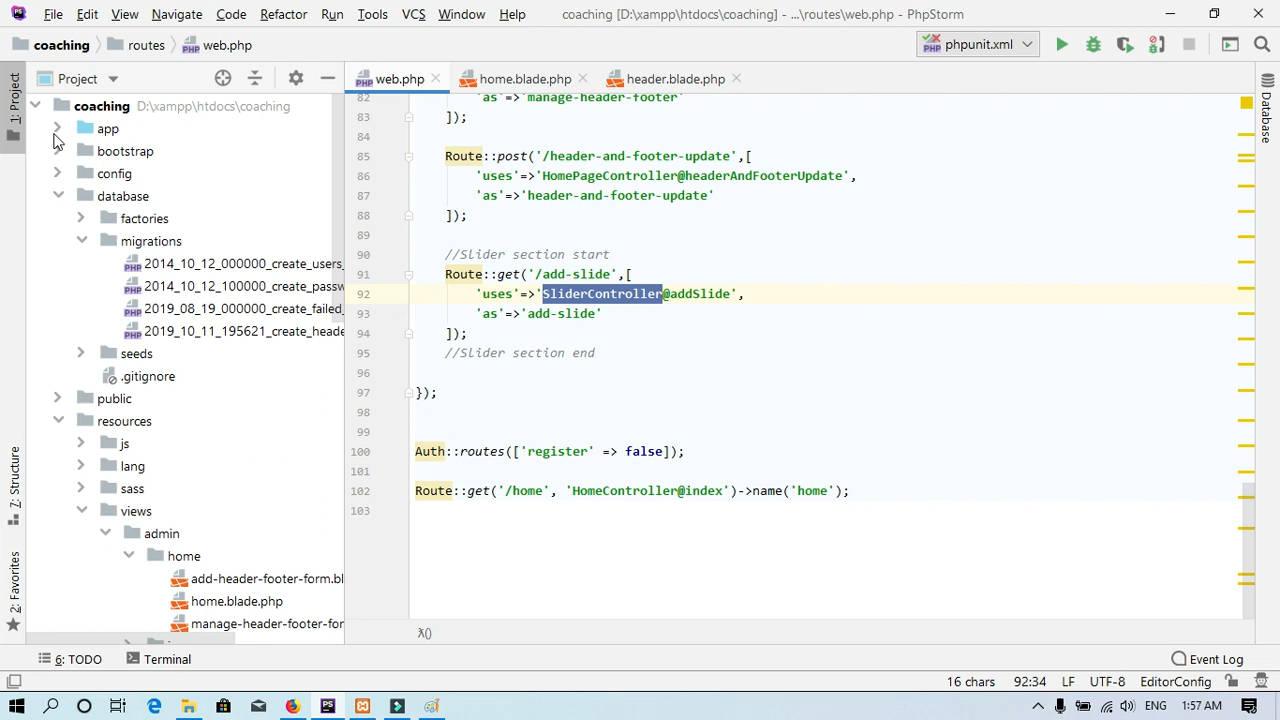 File Edit View Navigate Code Refactor Run Tools VCS Window Help coaching [D:\xampp\htdocs\coaching] - ...\routes\web.php - PhpStorm
coaching routes web.php phpunit.xml
1: Project
Project
web.php home.blade.php header.blade.php
coaching D:\xampp\htdocs\coaching
app
bootstrap
config
database
factories
migrations
2014_10_12_000000_create_users_
2014_10_12_100000_create_passw
2019_08_19_000000_create_failed_
2019_10_11_195621_create_heade
seeds
.gitignore
public
resources
js
lang
sass
views
admin
home
add-header-footer-form.bl
home.blade.php
manage-header-footer-for
82 'as'=>'manage-header-footer'
83 ]);
84
85 Route::post('/header-and-footer-update',[
86 'uses'=>'HomePageController@headerAndFooterUpdate',
87 'as'=>'header-and-footer-update'
88 ]);
89
90 //Slider section start
91 Route::get('/add-slide',[
92 'uses'=>'SliderController@addSlide',
93 'as'=>'add-slide'
94 ]);
95 //Slider section end
96
97 });
98
99
100 Auth::routes(['register' => false]);
101
102 Route::get('/home', 'HomeController@index')->name('home');
103
λ()
Database
7: Structure
2: Favorites
6: TODO Terminal Event Log
16 chars 92:34 LF UTF-8 EditorConfig
ENG 1:57 AM